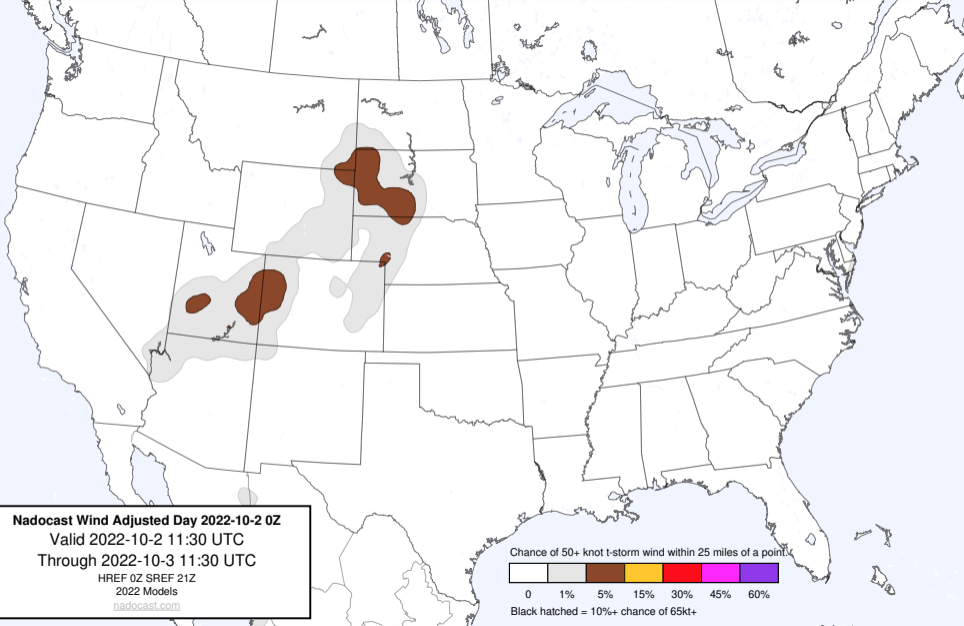 Nadocast Wind Adjusted Day 2022-10-2 0Z
Valid 2022-10-2 11:30 UTC
Through 2022-10-3 11:30 UTC
HREF 0Z SREF 21Z
2022 Models
nadocast.com
Chance of 50+ knot t-storm wind within 25 miles of a point.
0 1% 5% 15% 30% 45% 60%
Black hatched = 10%+ chance of 65kt+